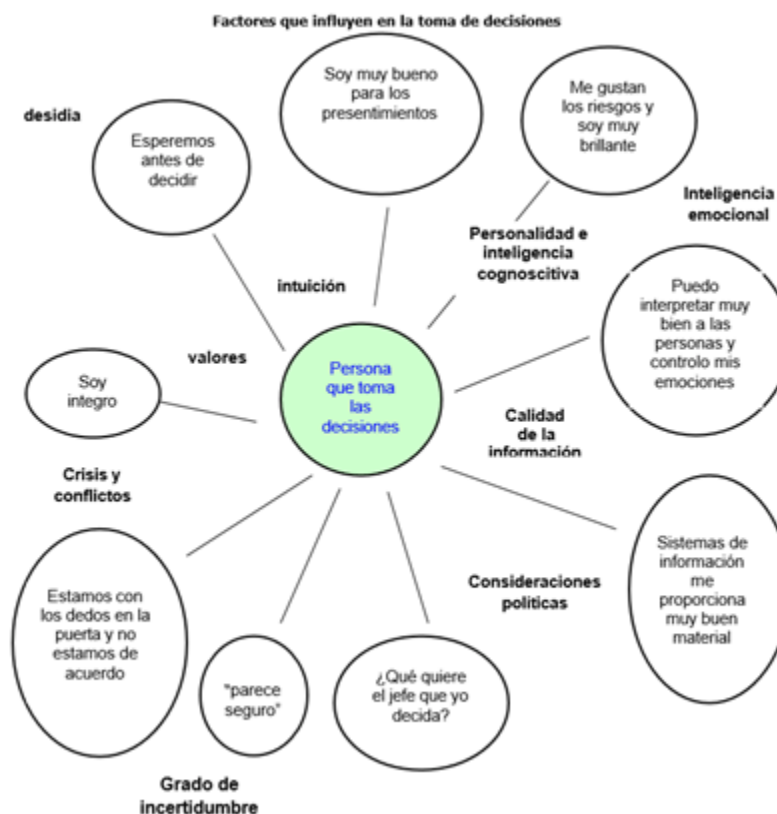 Factores que influyen en la toma de decisiones
Soy muy bueno
para los
presentimientos
Me gustan
los riesgos y
soy muy
brillante
desidia
Esperemos
antes de
decidir
Inteligencia
emocional
Personalidad e
inteligencia
cognoscitiva
intuición
Puedo
interpretar muy
bien a las
personas y
controlo mis
emociones
valores
Persona
que toma
las
decisiones
Soy
integro
Calidad
de la
información
Crisis y
conflictos
Estamos con
los dedos en la
puerta y no
estamos de
acuerdo
Consideraciones
politicas
Sistemas de
información
me
proporciona
muy buen
material
"parece
seguro"
¿Qué quiere
el jefe que yo
decida?
Grado de
incertidumbre